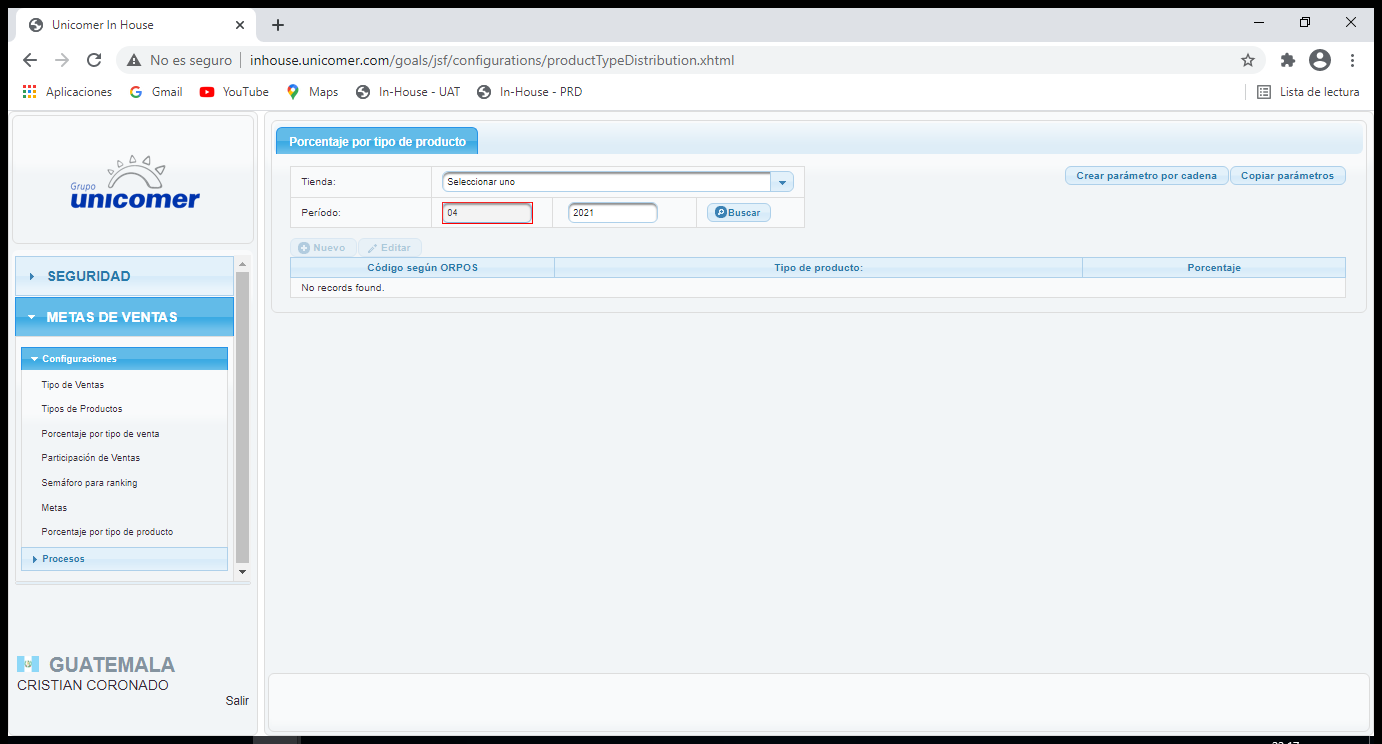 Unicomer In House
No es seguro
inhouse.unicomer.com/goals/jsf/configurations/productTypeDistribution.xhtml
Aplicaciones
Gmail
YouTube
Maps
In-House - UAT
In-House - PRD
Lista de lectura
Grupo
unicomer
SEGURIDAD
METAS DE VENTAS
Configuraciones
Tipo de Ventas
Tipos de Productos
Porcentaje por tipo de venta
Participación de Ventas
Semáforo para ranking
Metas
Porcentaje por tipo de producto
Procesos
GUATEMALA
CRISTIAN CORONADO
Salir
Porcentaje por tipo de producto
Tienda:
Seleccionar uno
Crear parámetro por cadena
Copiar parámetros
Período:
04
2021
Buscar
Nuevo
Editar
Código según ORPOS
Tipo de producto:
Porcentaje
No records found.